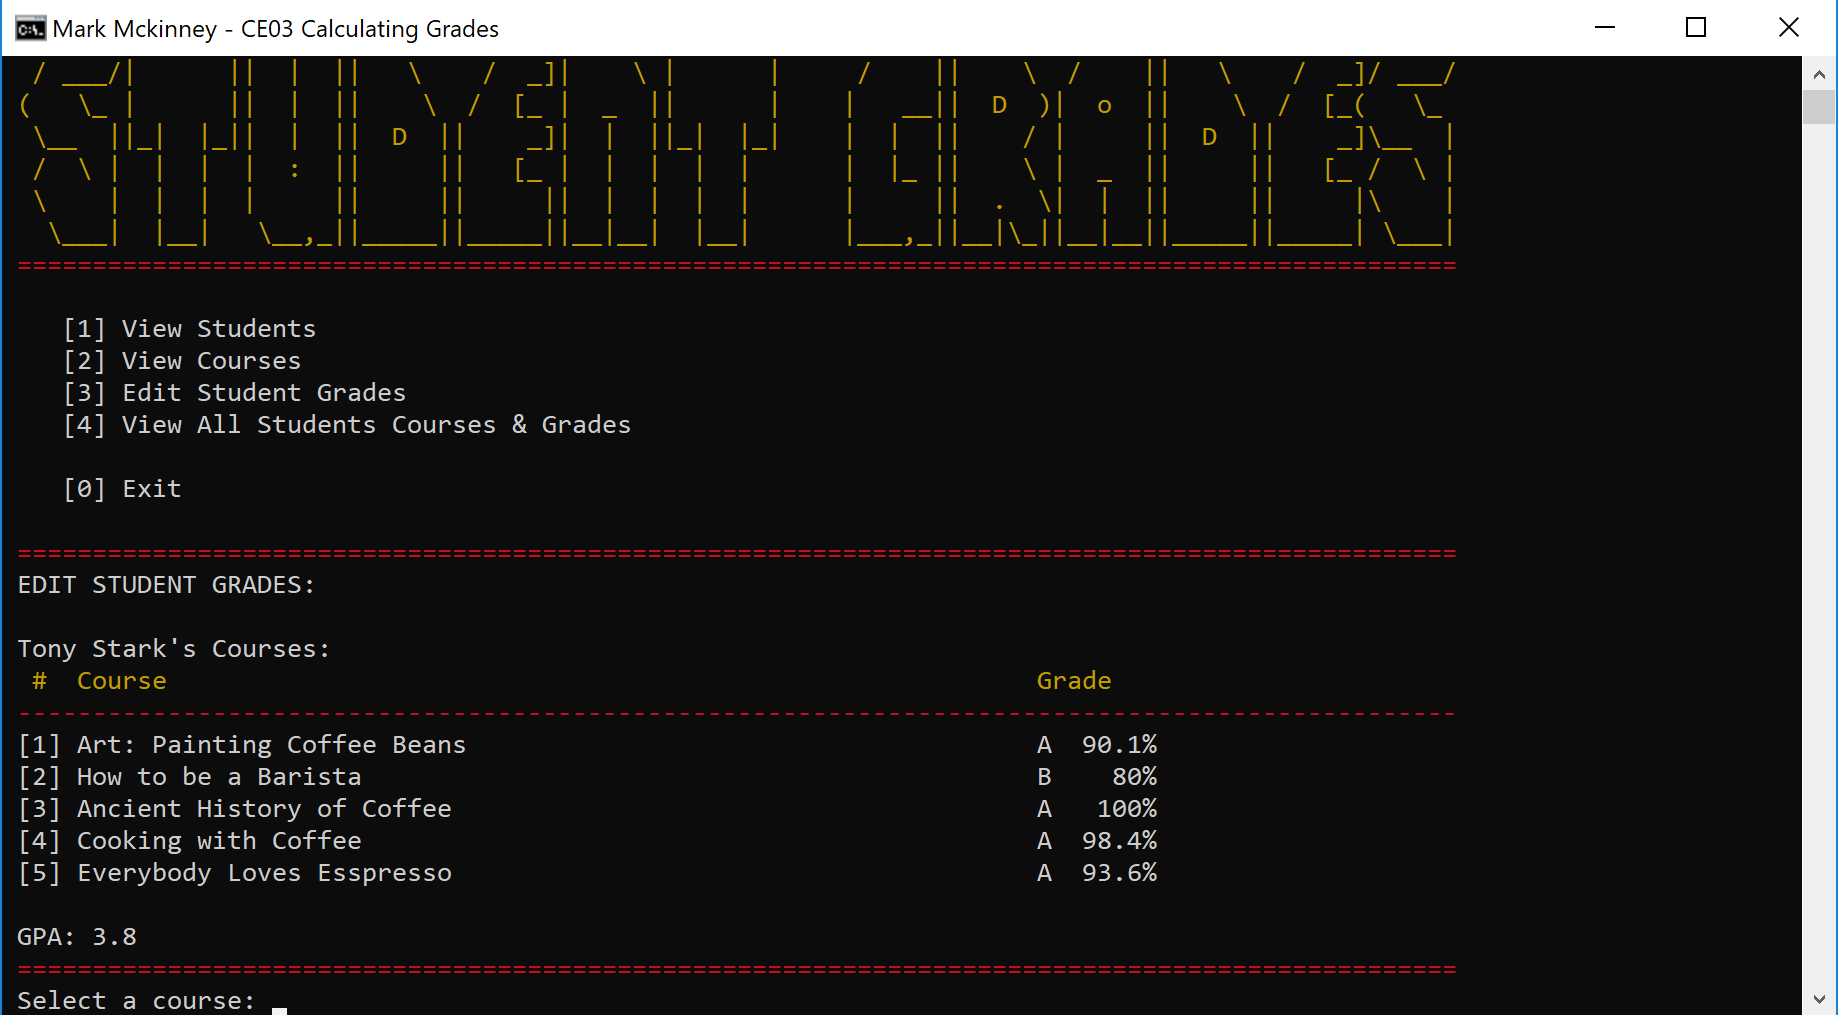 Mark Mckinney - CE03 Calculating Grades
STUDENT GRADES
[1] View Students
[2] View Courses
[3] Edit Student Grades
[4] View All Students Courses & Grades
[0] Exit
EDIT STUDENT GRADES:
Tony Stark's Courses:
# Course Grade
[1] Art: Painting Coffee Beans A 90.1%
[2] How to be a Barista B 80%
[3] Ancient History of Coffee A 100%
[4] Cooking with Coffee A 98.4%
[5] Everybody Loves Esspresso A 93.6%
GPA: 3.8
Select a course: